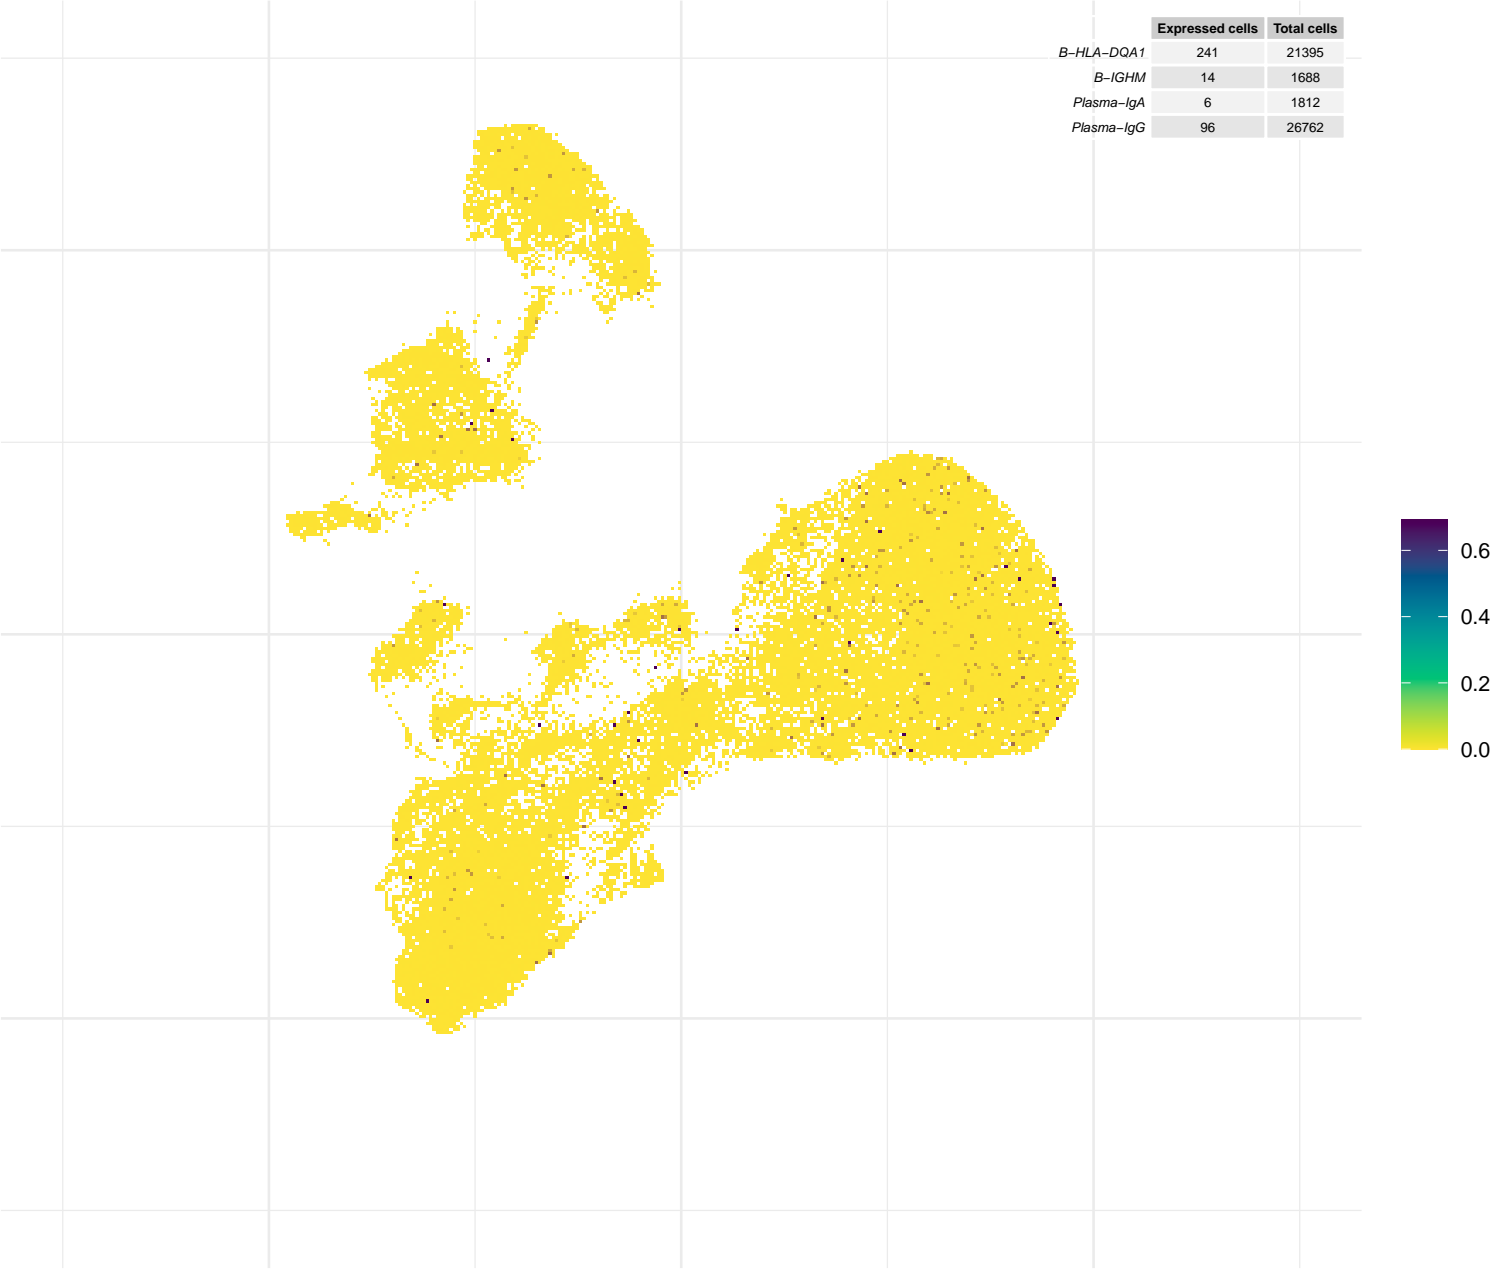 Expressed cells Total cells
B−HLA−DQA1 241 21395
B−IGHM 14 1688
Plasma−IgA 6 1812
Plasma−IgG 96 26762
0.6
0.4
0.2
0.0